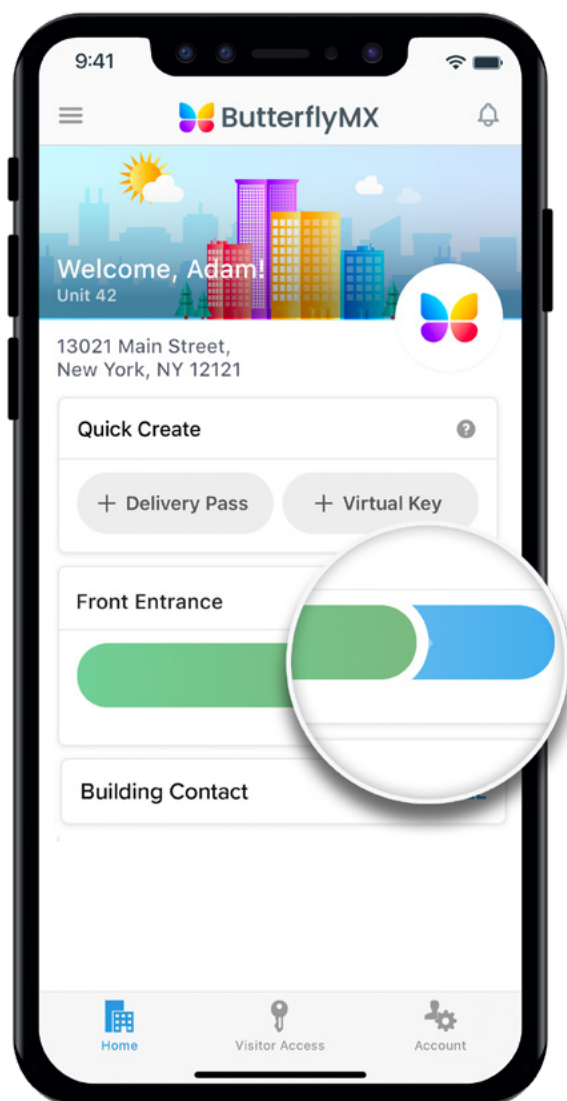 9:41
ButterflyMX
Welcome, Adam!
Unit 42
13021 Main Street,
New York, NY 12121
Quick Create
+ Delivery Pass
+ Virtual Key
Front Entrance
Building Contact
Home
Visitor Access
Account